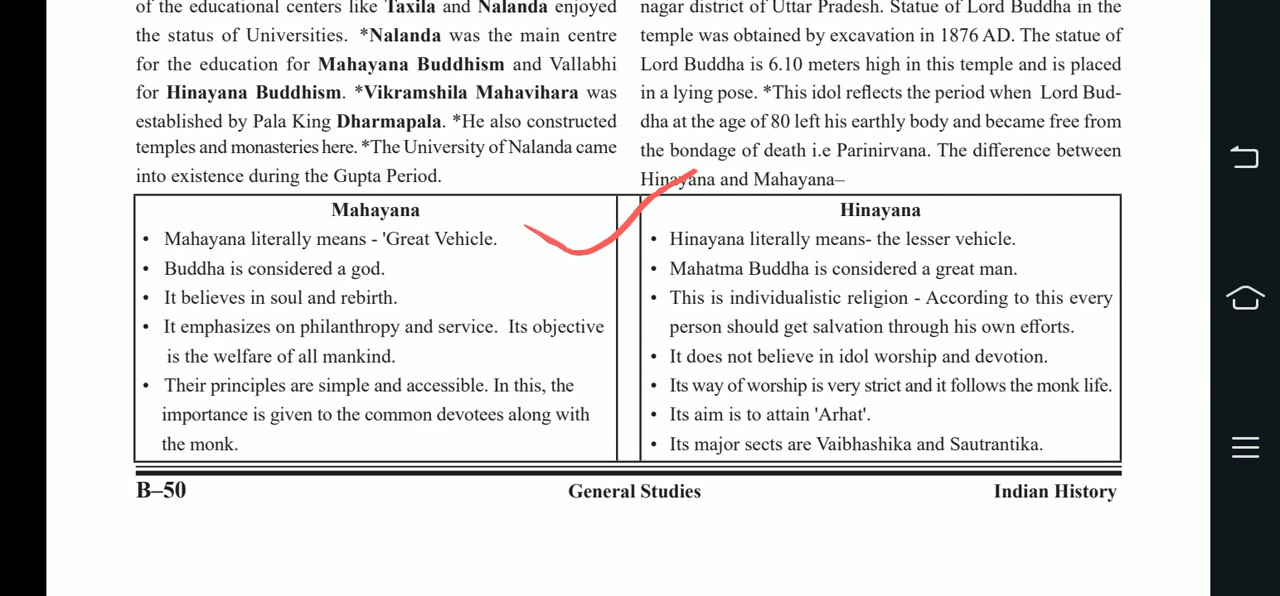 of the educational centers like Taxila and Nalanda enjoyed
the status of Universities. *Nalanda was the main centre
for the education for Mahayana Buddhism and Vallabhi
for Hinayana Buddhism. *Vikramshila Mahavihara was
established by Pala King Dharmapala. *He also constructed
temples and monasteries here. *The University of Nalanda came
into existence during the Gupta Period.
nagar district of Uttar Pradesh. Statue of Lord Buddha in the
temple was obtained by excavation in 1876 AD. The statue of
Lord Buddha is 6.10 meters high in this temple and is placed
in a lying pose. *This idol reflects the period when Lord Bud-
dha at the age of 80 left his earthly body and became free from
the bondage of death i.e Parinirvana. The difference between
Hinayana and Mahayana–
Mahayana
• Mahayana literally means - 'Great Vehicle.
• Buddha is considered a god.
• It believes in soul and rebirth.
• It emphasizes on philanthropy and service. Its objective
is the welfare of all mankind.
• Their principles are simple and accessible. In this, the
importance is given to the common devotees along with
the monk.
Hinayana
• Hinayana literally means- the lesser vehicle.
• Mahatma Buddha is considered a great man.
• This is individualistic religion - According to this every
person should get salvation through his own efforts.
• It does not believe in idol worship and devotion.
• Its way of worship is very strict and it follows the monk life.
• Its aim is to attain 'Arhat'.
• Its major sects are Vaibhashika and Sautrantika.
B–50
General Studies
Indian History